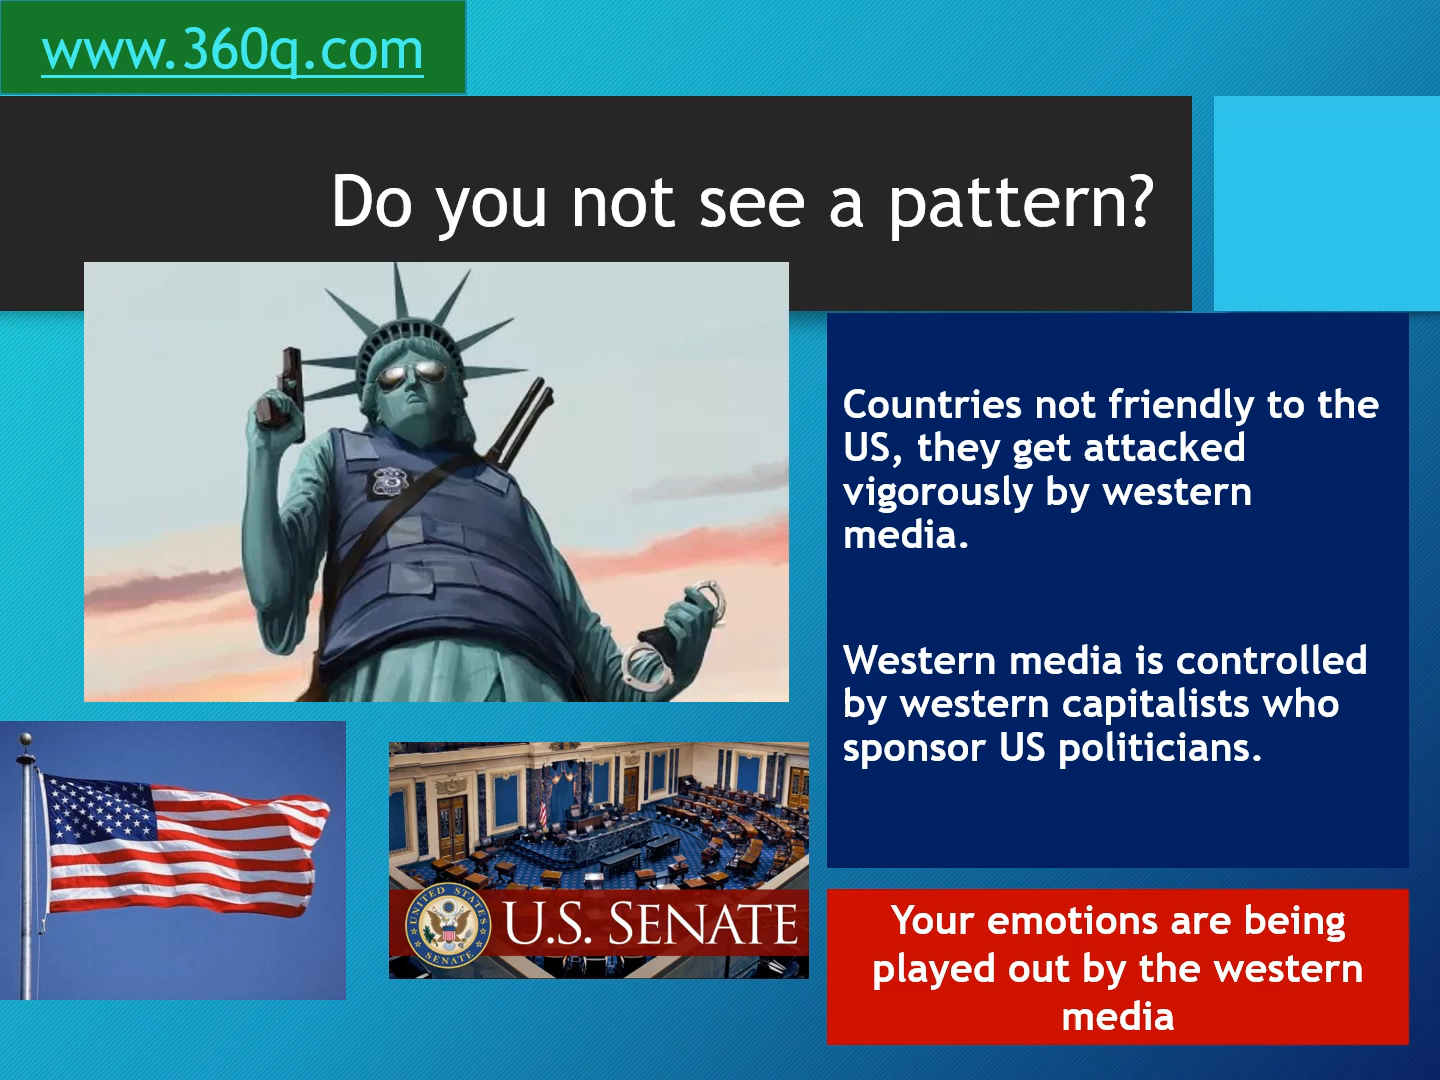 www.360q.com
Do you not see a pattern?
Countries not friendly to the
US, they get attacked
vigorously by western
media.
Western media is controlled
by western capitalists who
sponsor US politicians.
UNITED STATES
SENATE
U.S. SENATE
Your emotions are being
played out by the western
media